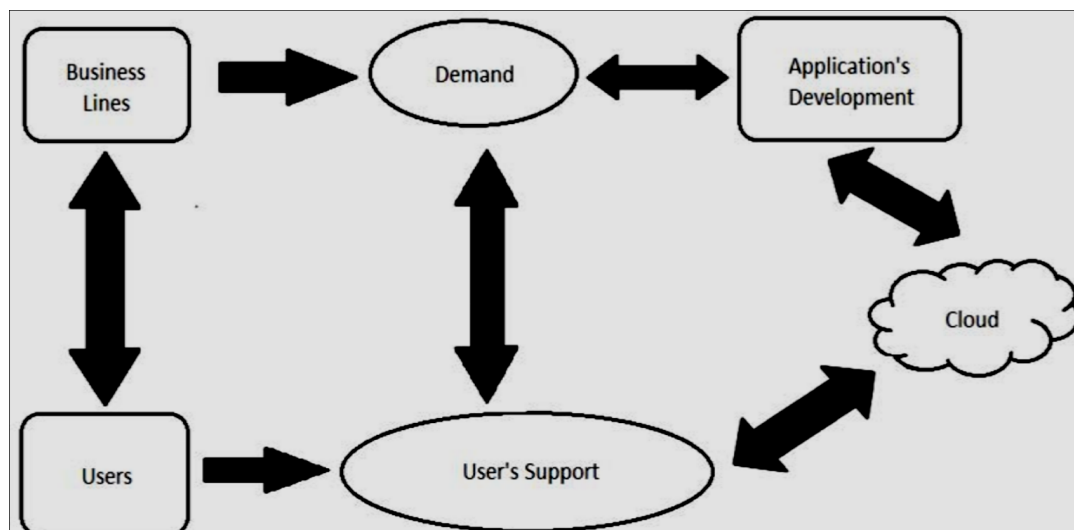 Business
Lines
Demand
Application's
Development
Cloud
Users
User's Support